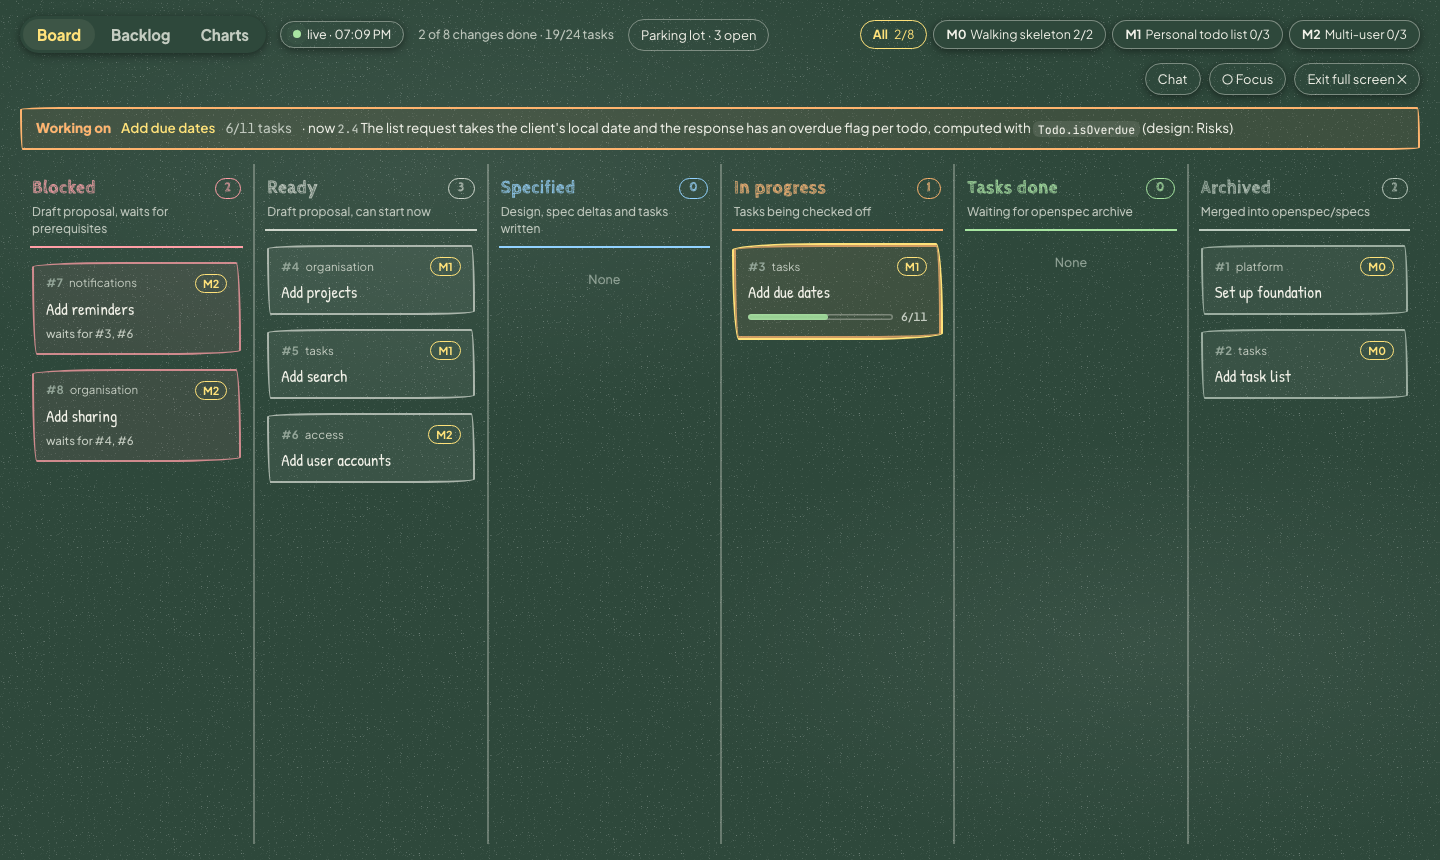 Board Backlog Charts live · 07:09 PM 2 of 8 changes done · 19/24 tasks Parking lot · 3 open All 2/8 M0 Walking skeleton 2/2 M1 Personal todo list 0/3 M2 Multi-user 0/3
Chat Focus Exit full screen ×
Working on Add due dates 6/11 tasks · now 2.4 The list request takes the client's local date and the response has an overdue flag per todo, computed with Todo.isOverdue (design: Risks)
Blocked 2
Draft proposal, waits for
prerequisites
#7 notifications M2
Add reminders
waits for #3, #6
#8 organisation M2
Add sharing
waits for #4, #6
Ready 3
Draft proposal, can start now
#4 organisation M1
Add projects
#5 tasks M1
Add search
#6 access M2
Add user accounts
Specified 0
Design, spec deltas and tasks
written
None
In progress 1
Tasks being checked off
#3 tasks M1
Add due dates
6/11
Tasks done 0
Waiting for openspec archive
None
Archived 2
Merged into openspec/specs
#1 platform M0
Set up foundation
#2 tasks M0
Add task list